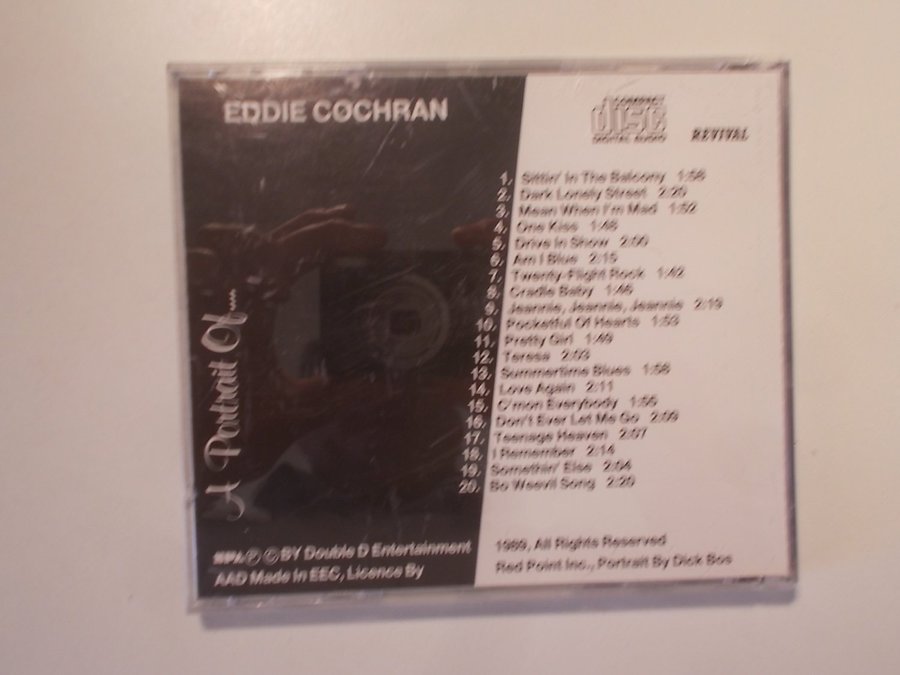 EDDIE COCHRAN
COMPACT
disc
DIGITAL AUDIO
REVIVAL
1. Sittin' In The Balcony 1:58
2. Dark Lonely Street 2:20
3. Mean When I'm Mad 1:52
4. One Kiss 1:48
5. Drive In Show 2:00
6. Am I Blue 2:15
7. Twenty-Flight Rock 1:42
8. Cradle Baby 1:46
9. Jeannie, Jeannie, Jeannie 2:19
10. Pocketful Of Hearts 1:53
11. Pretty Girl 1:49
12. Teresa 2:03
13. Summertime Blues 1:58
14. Love Again 2:11
15. C'mon Everybody 1:55
16. Don't Ever Let Me Go 2:09
17. Teenage Heaven 2:07
18. I Remember 2:14
19. Somethin' Else 2:04
20. Bo Weevil Song 2:20
A Portrait Of....
Ⓟ © BY Double D Entertainment
AAD Made In EEC, Licence By
1989, All Rights Reserved
Red Point Inc., Portrait By Dick Bos